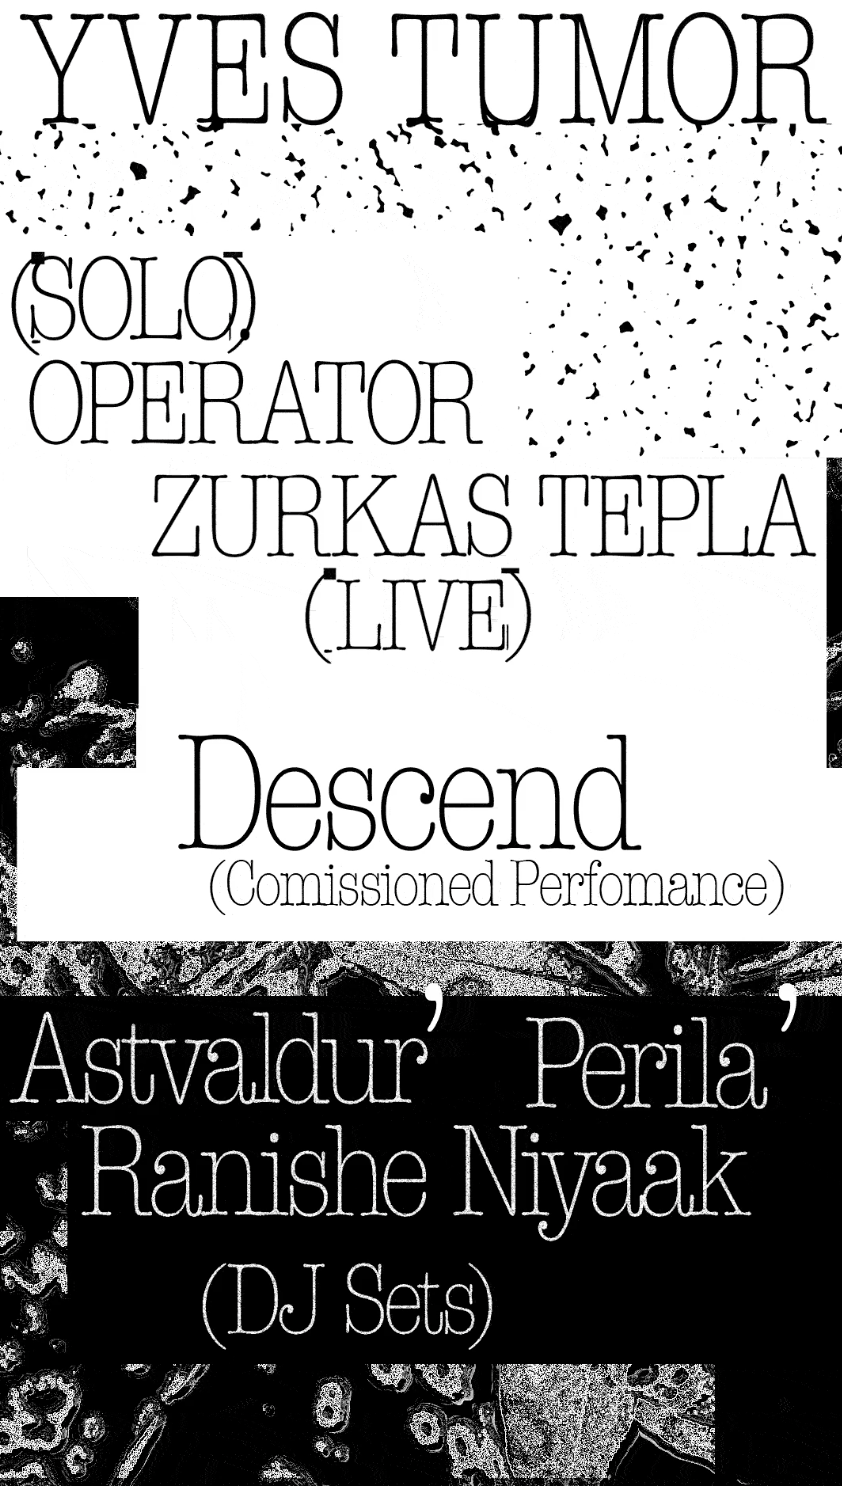 YVES TUMOR
(SOLO)
OPERATOR
ZURKAS TEPLA
(LIVE)
Descend
(Comissioned Perfomance)
Astvaldur’ Perila’
Ranishe Niyaak
(DJ Sets)